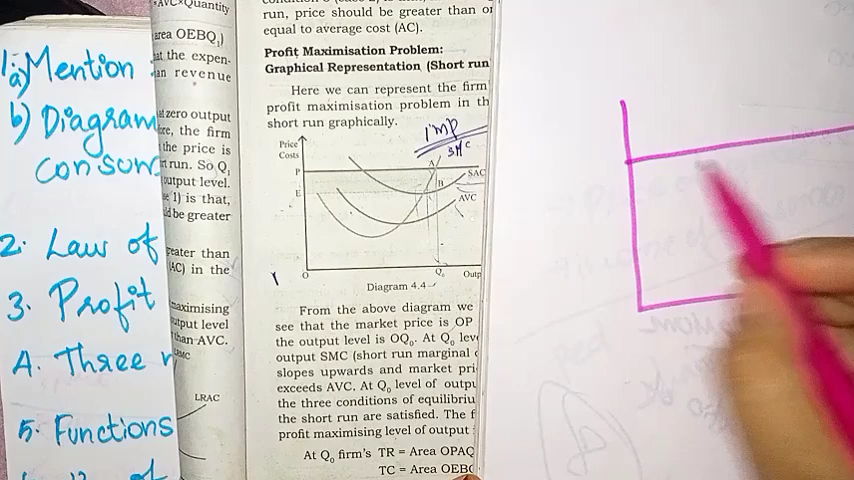 1. a) Mention
b) Diagram
consum
2. Law of
3. Profit
4. Three
5. Functions
=AVC×Quantity
area OEBQ₁)
the expen-
an revenue
at zero output
the firm
the price is
run. So Q₁
output level.
1) is that,
be greater
greater than
(AC) in the
maximising
output level
than AVC.
LRAC
run, price should be greater than or
equal to average cost (AC).
Profit Maximisation Problem:
Graphical Representation (Short run
Here we can represent the firm
profit maximisation problem in th
short run graphically.
imp
Price
Costs
SMC
P
A
SAC
E
B
AVC
O
Q₀
Outp
Diagram 4.4
From the above diagram we
see that the market price is OP
the output level is OQ₀. At Q₀ lev
output SMC (short run marginal c
slopes upwards and market pri
exceeds AVC. At Q₀ level of outpu
the three conditions of equilibriu
the short run are satisfied. The f
profit maximising level of output
At Q₀ firm's TR = Area OPAQ
TC = Area OEBQ